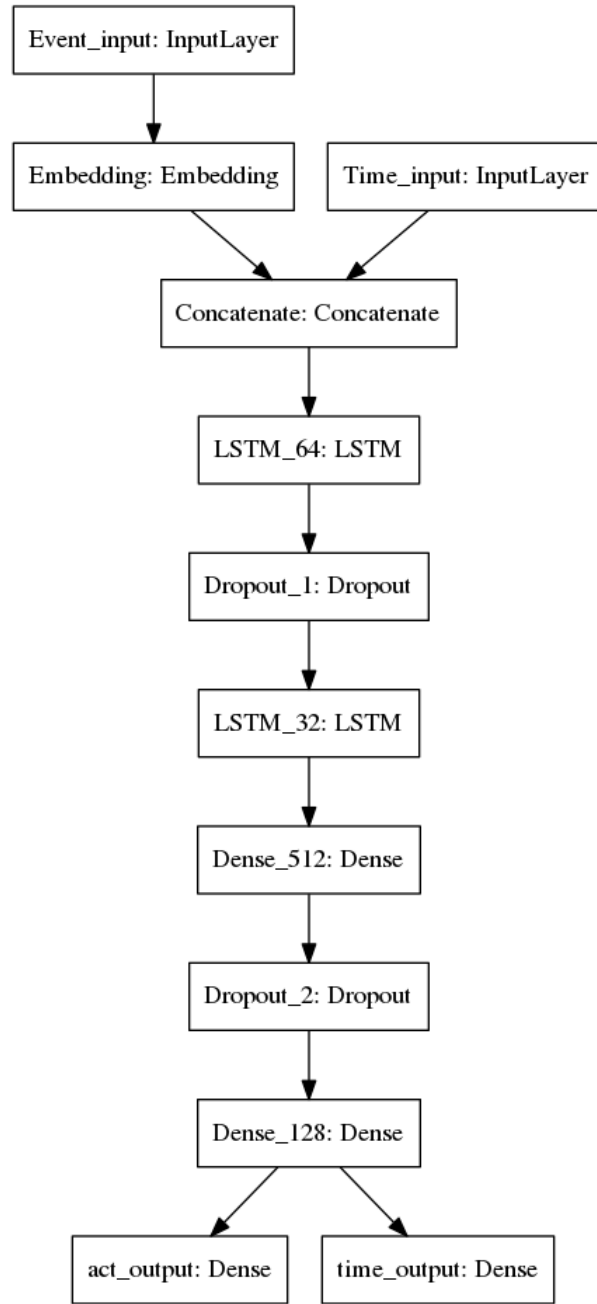 Event_input: InputLayer
Embedding: Embedding
Time_input: InputLayer
Concatenate: Concatenate
LSTM_64: LSTM
Dropout_1: Dropout
LSTM_32: LSTM
Dense_512: Dense
Dropout_2: Dropout
Dense_128: Dense
act_output: Dense
time_output: Dense